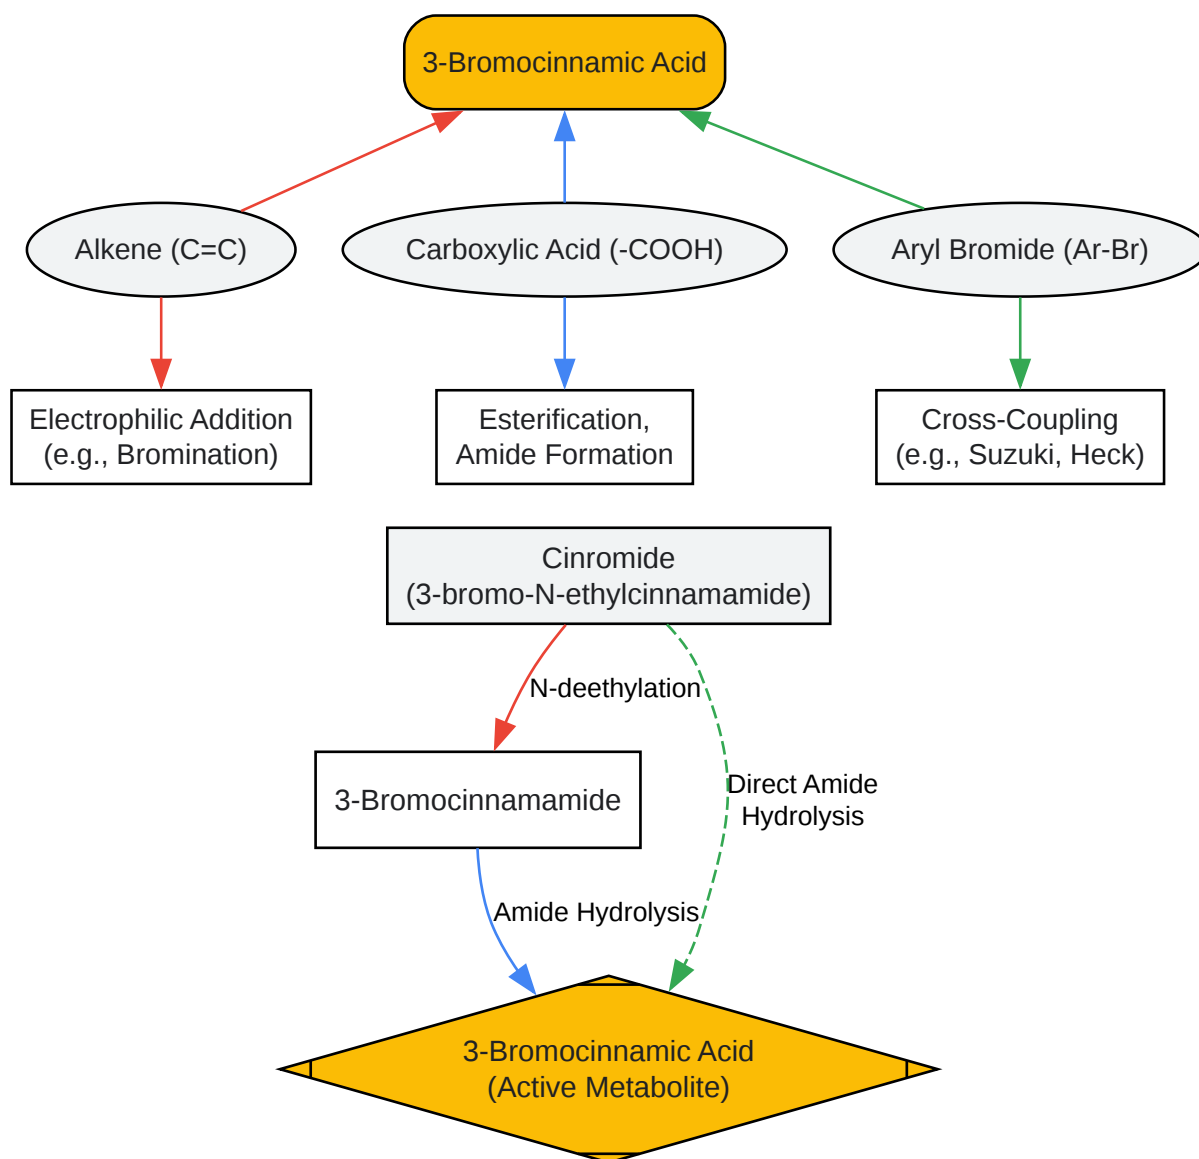 3-Bromocinnamic Acid
Alkene (C=C)
Carboxylic Acid (-COOH)
Aryl Bromide (Ar-Br)
Electrophilic Addition
(e.g., Bromination)
Esterification,
Amide Formation
Cross-Coupling
(e.g., Suzuki, Heck)
Cinromide
(3-bromo-N-ethylcinnamamide)
N-deethylation
3-Bromocinnamamide
Direct Amide
Hydrolysis
Amide Hydrolysis
3-Bromocinnamic Acid
(Active Metabolite)